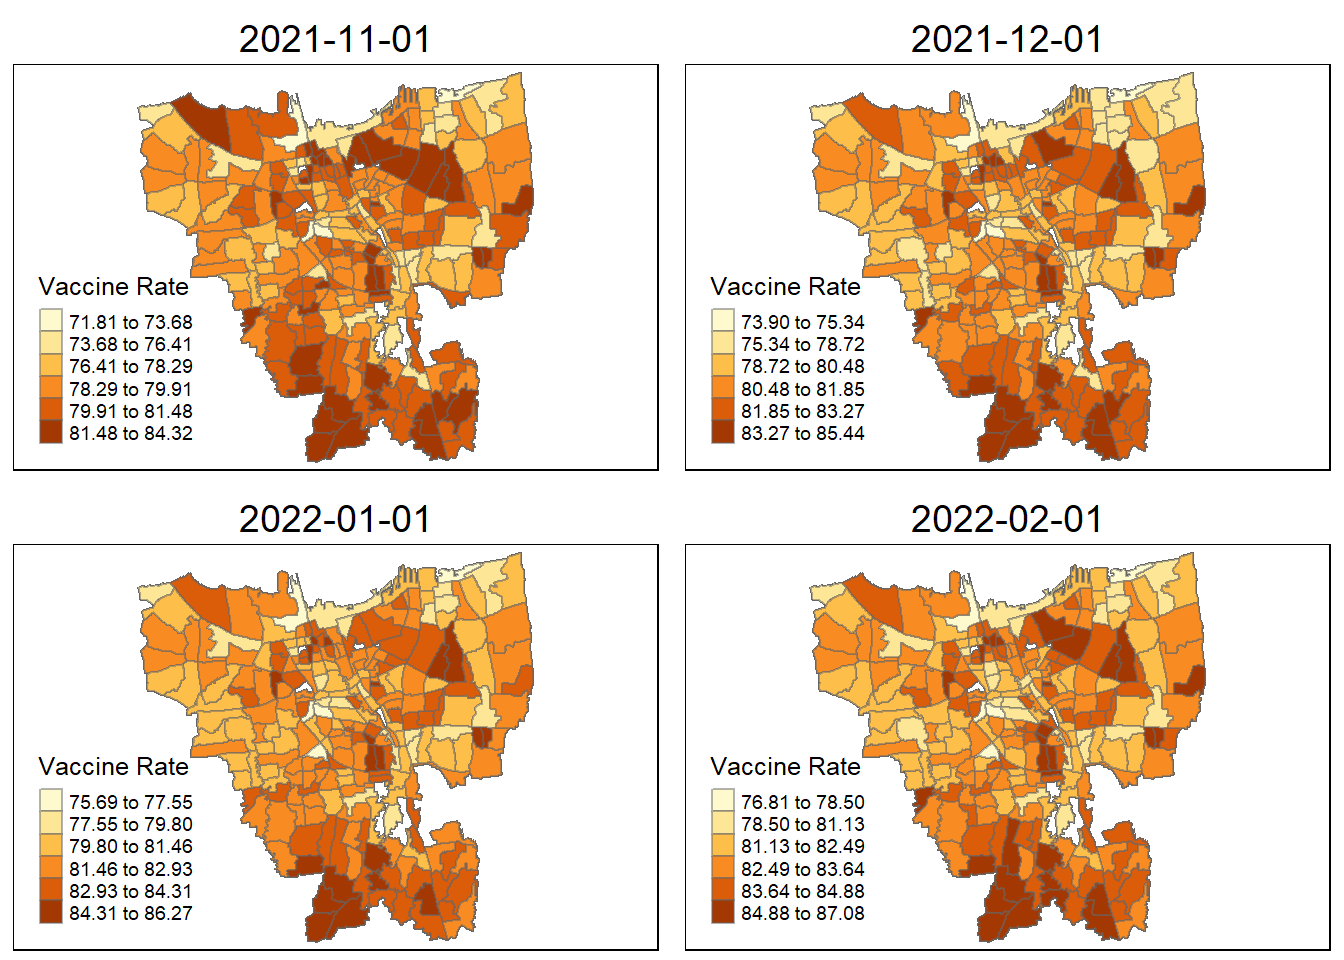 2021-11-01
Vaccine Rate
71.81 to 73.68
73.68 to 76.41
76.41 to 78.29
78.29 to 79.91
79.91 to 81.48
81.48 to 84.32
2021-12-01
Vaccine Rate
73.90 to 75.34
75.34 to 78.72
78.72 to 80.48
80.48 to 81.85
81.85 to 83.27
83.27 to 85.44
2022-01-01
Vaccine Rate
75.69 to 77.55
77.55 to 79.80
79.80 to 81.46
81.46 to 82.93
82.93 to 84.31
84.31 to 86.27
2022-02-01
Vaccine Rate
76.81 to 78.50
78.50 to 81.13
81.13 to 82.49
82.49 to 83.64
83.64 to 84.88
84.88 to 87.08